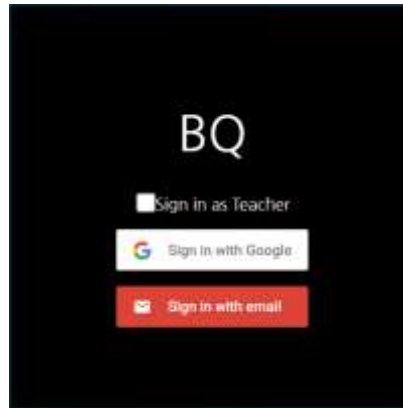 BQ
Sign in as Teacher
Sign in with Google
Sign in with email